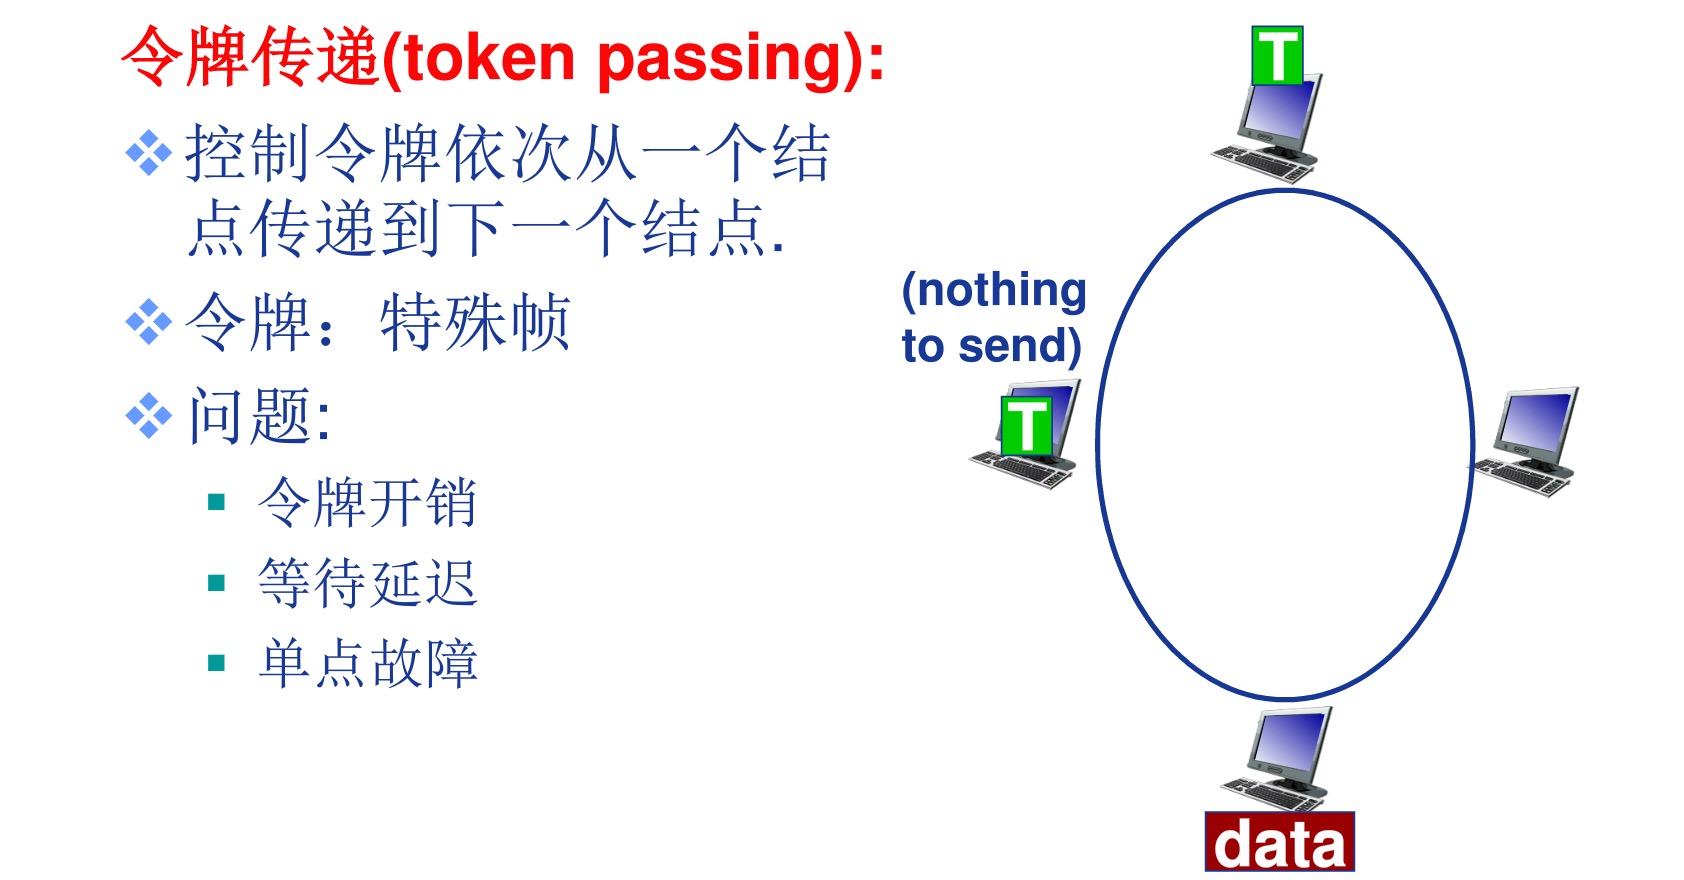 令牌传递(token passing):
控制令牌依次从一个结
点传递到下一个结点.
令牌：特殊帧
问题:
令牌开销
等待延迟
单点故障
T
(nothing
to send)
T
data